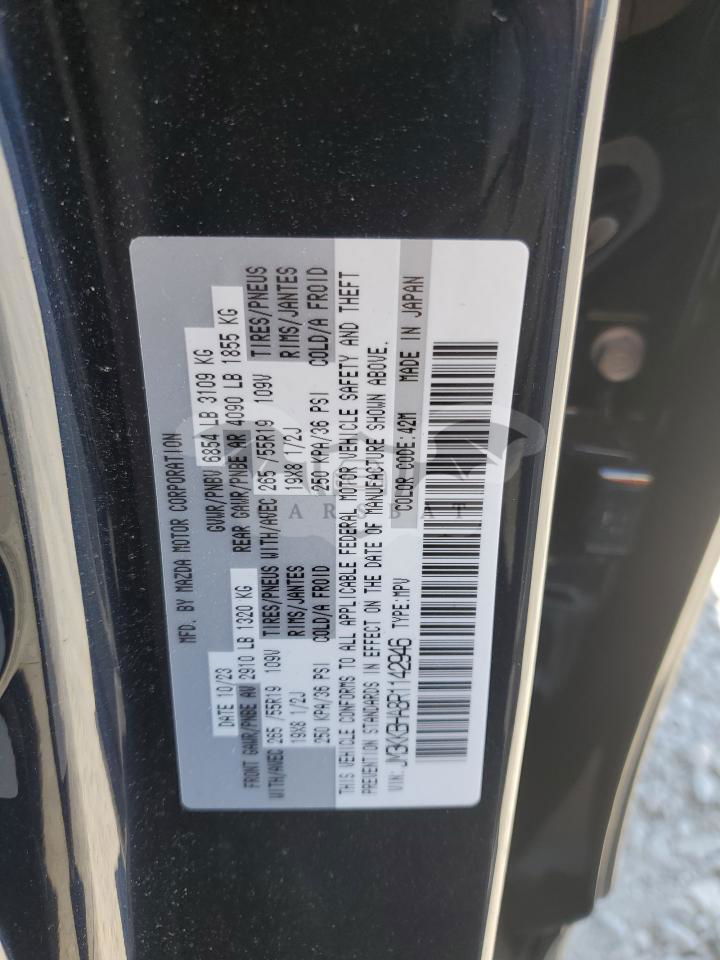 MFD. BY MAZDA MOTOR CORPORATION
DATE 10/23 GVWR/PNBV 6854 LB 3109 KG
FRONT GAWR/PNBE AV 2910 LB 1320 KG REAR GAWR/PNBE AR 4090 LB 1855 KG
WITH/AVEC 265 /55R19 109V TIRES/PNEUS WITH/AVEC 265 /55R19 109V TIRES/PNEUS
19X8 1/2J RIMS/JANTES 19X8 1/2J RIMS/JANTES
250 KPA/36 PSI COLD/A FROID 250 KPA/36 PSI COLD/A FROID
THIS VEHICLE CONFORMS TO ALL APPLICABLE FEDERAL MOTOR VEHICLE SAFETY AND THEFT
PREVENTION STANDARDS IN EFFECT ON THE DATE OF MANUFACTURE SHOWN ABOVE.
VIN: JM3KKBHA8R1142946 TYPE:MPV COLOR CODE:42M MADE IN JAPAN